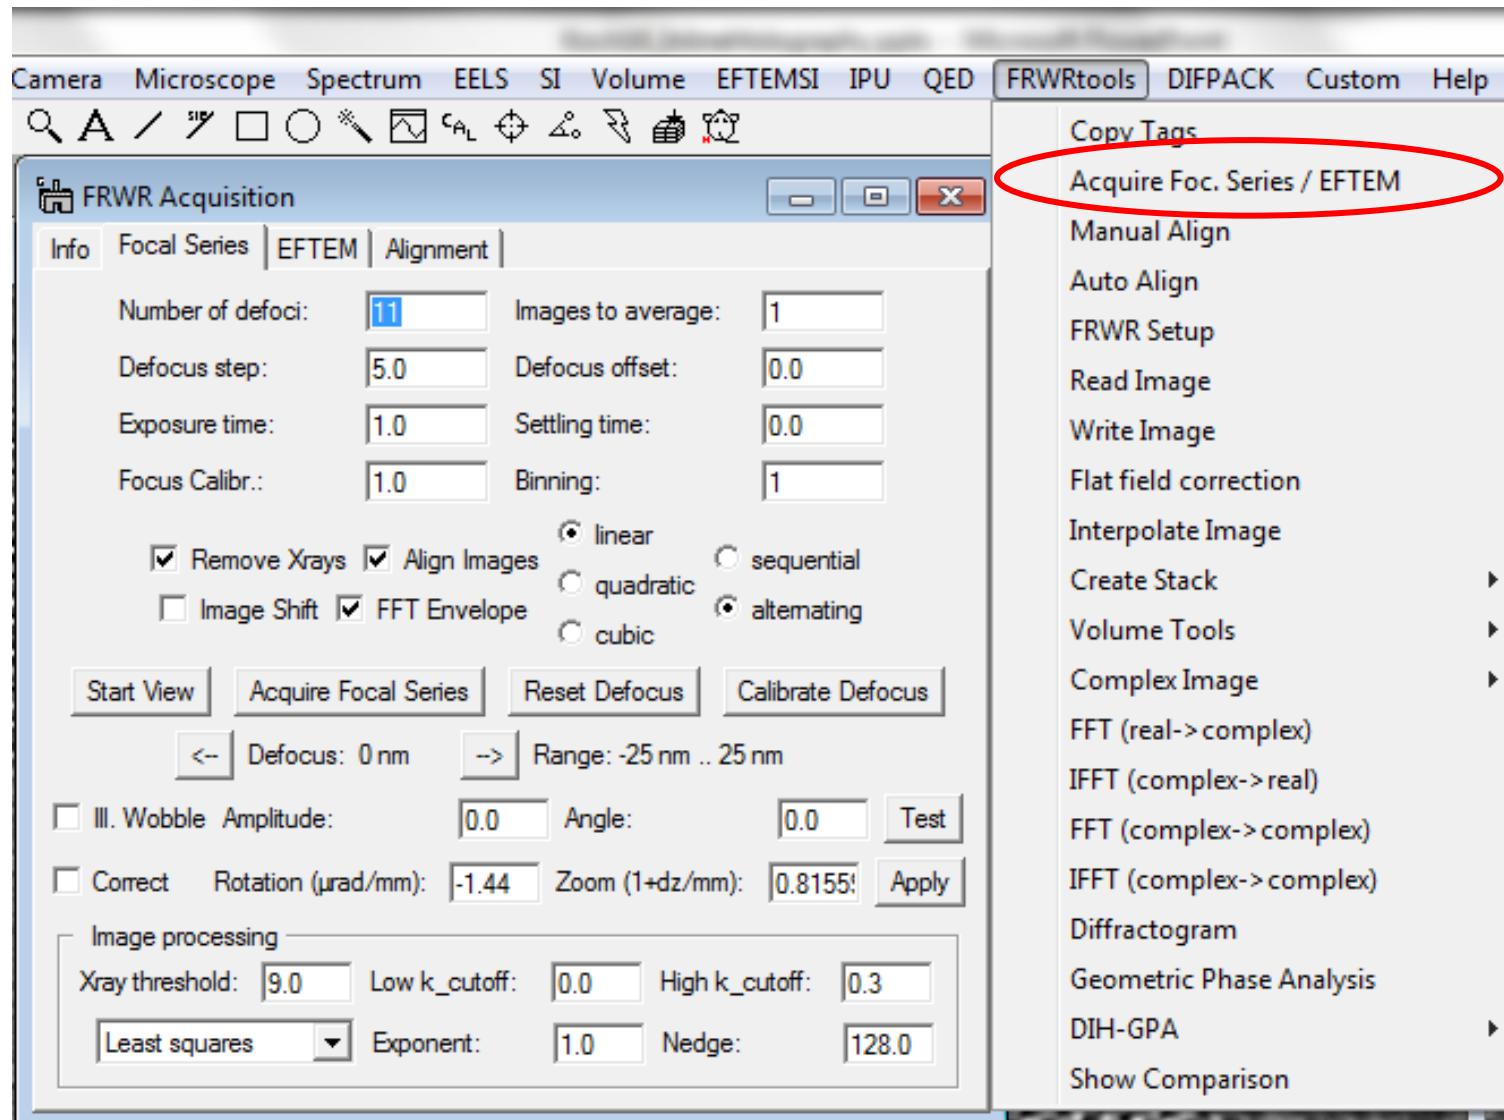 Camera Microscope Spectrum EELS SI Volume EFTEMSI IPU QED FRWRtools DIFPACK Custom Help
FRWR Acquisition
Info Focal Series EFTEM Alignment
Number of defoci: 11 Images to average: 1
Defocus step: 5.0 Defocus offset: 0.0
Exposure time: 1.0 Settling time: 0.0
Focus Calibr.: 1.0 Binning: 1
linear
Remove Xrays Align Images sequential
quadratic
Image Shift FFT Envelope alternating
cubic
Start View Acquire Focal Series Reset Defocus Calibrate Defocus
<-- Defocus: 0 nm --> Range: -25 nm .. 25 nm
Ill. Wobble Amplitude: 0.0 Angle: 0.0 Test
Correct Rotation (µrad/mm): -1.44 Zoom (1+dz/mm): 0.8155 Apply
Image processing
Xray threshold: 9.0 Low k_cutoff: 0.0 High k_cutoff: 0.3
Least squares Exponent: 1.0 Nedge: 128.0
Copy Tags
Acquire Foc. Series / EFTEM
Manual Align
Auto Align
FRWR Setup
Read Image
Write Image
Flat field correction
Interpolate Image
Create Stack
Volume Tools
Complex Image
FFT (real->complex)
IFFT (complex->real)
FFT (complex->complex)
IFFT (complex->complex)
Diffractogram
Geometric Phase Analysis
DIH-GPA
Show Comparison